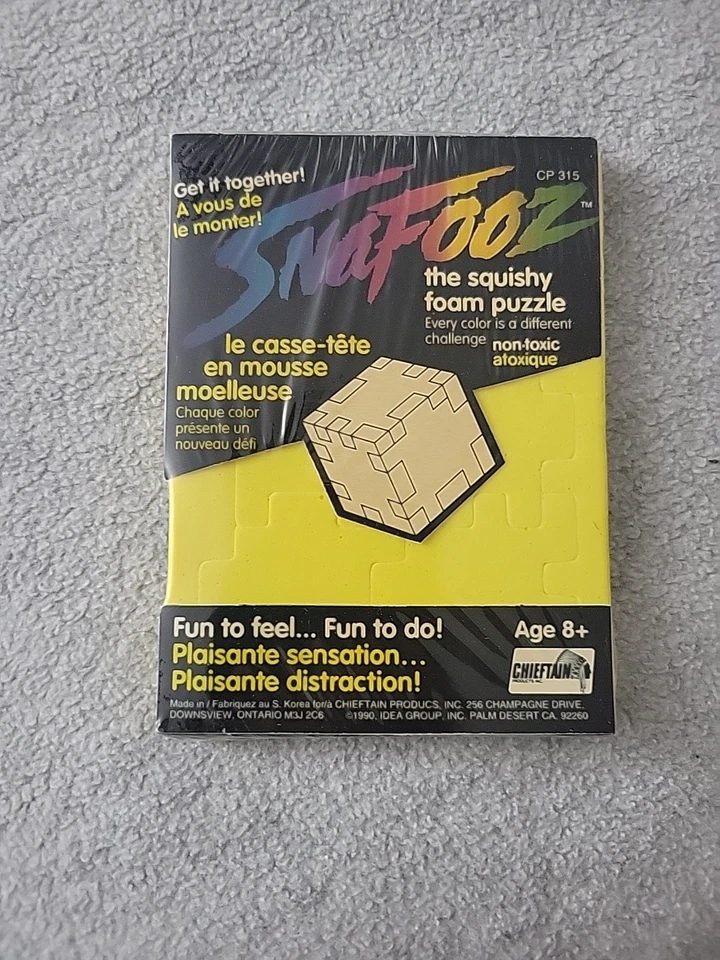 Get it together!
A vous de
le monter!
CP 315
SNAFOOZ™
the squishy
foam puzzle
Every color is a different
challenge non-toxic
atoxique
le casse-tête
en mousse
moelleuse
Chaque color
présente un
nouveau défi
Fun to feel... Fun to do!
Plaisante sensation...
Plaisante distraction!
Age 8+
CHIEFTAIN
PRODUCTS INC.
Made in / Fabriquez au S. Korea for/à CHIEFTAIN PRODUCS, INC. 256 CHAMPAGNE DRIVE,
DOWNSVIEW, ONTARIO M3J 2C6 ©1990, IDEA GROUP, INC. PALM DESERT CA. 92260